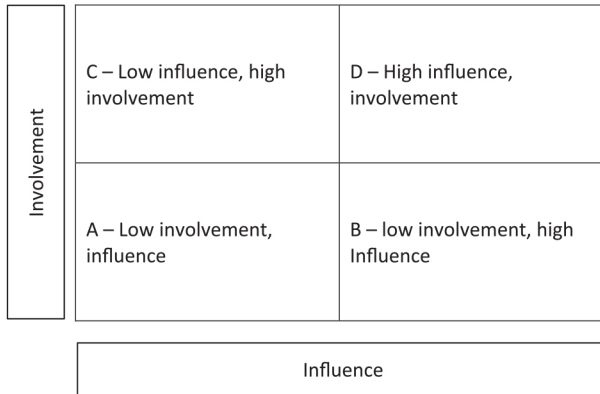 Involvement
C – Low influence, high
involvement
D – High influence,
involvement
A – Low involvement,
influence
B – low involvement, high
Influence
Influence